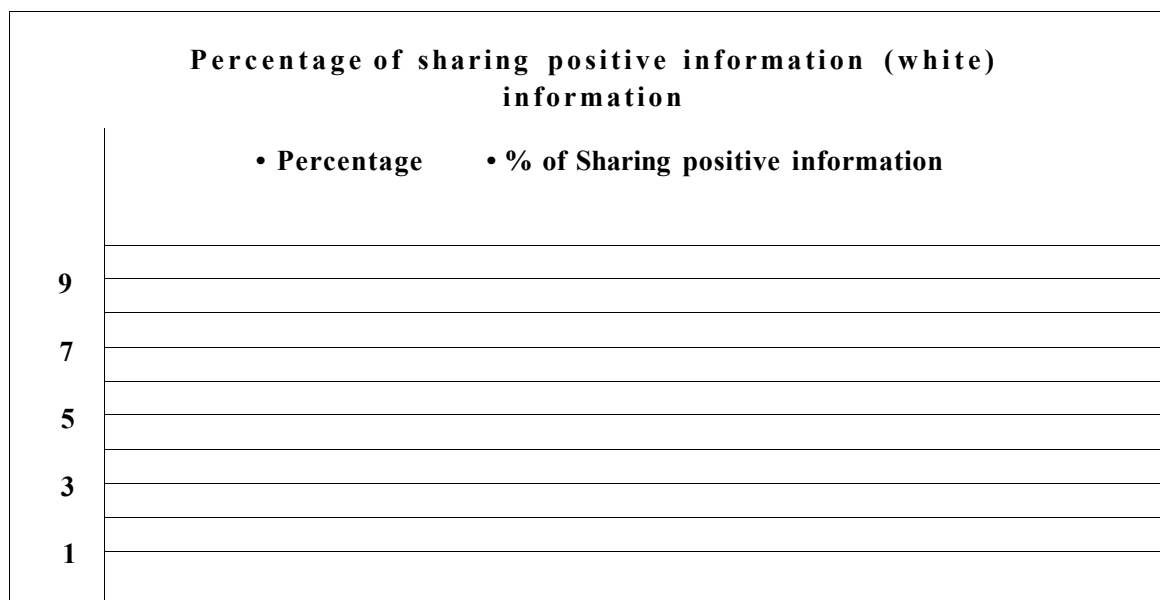 Percentage of sharing positive information (white)
information
• Percentage • % of Sharing positive information
9
7
5
3
1